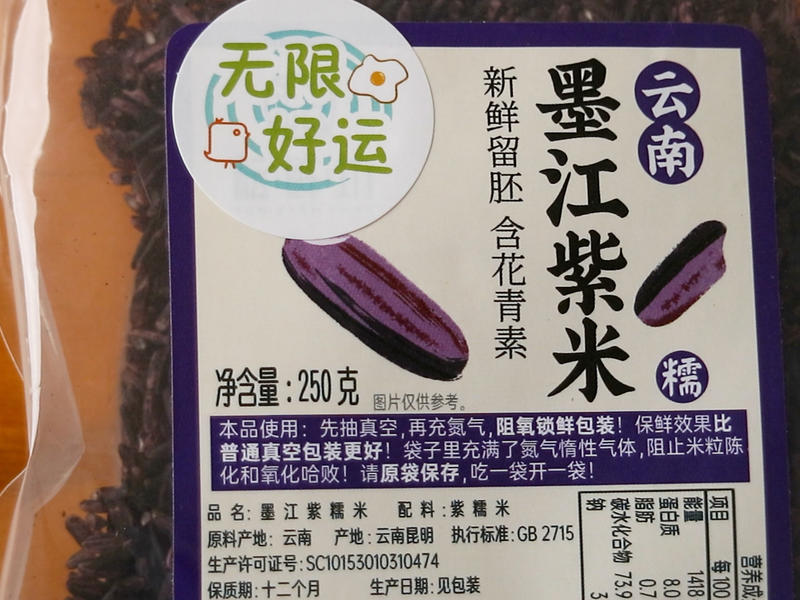 无限
好运
云南
墨江紫米
糯
新鲜留胚 含花青素
净含量:250克
图片仅供参考。
本品使用：先抽真空,再充氮气,阻氧锁鲜包装！保鲜效果比
普通真空包装更好！袋子里充满了氮气惰性气体,阻止米粒陈
化和氧化哈败！请原袋保存,吃一袋开一袋！
品名:墨江紫糯米 配料:紫糯米
原料产地:云南 产地:云南昆明 执行标准:GB 2715
生产许可证号:SC10153010310474
保质期:十二个月 生产日期:见包装
营养成
项目 每100
能量 1418
蛋白质 8.0
脂肪 0.7
碳水化合物 73.9
钠 3